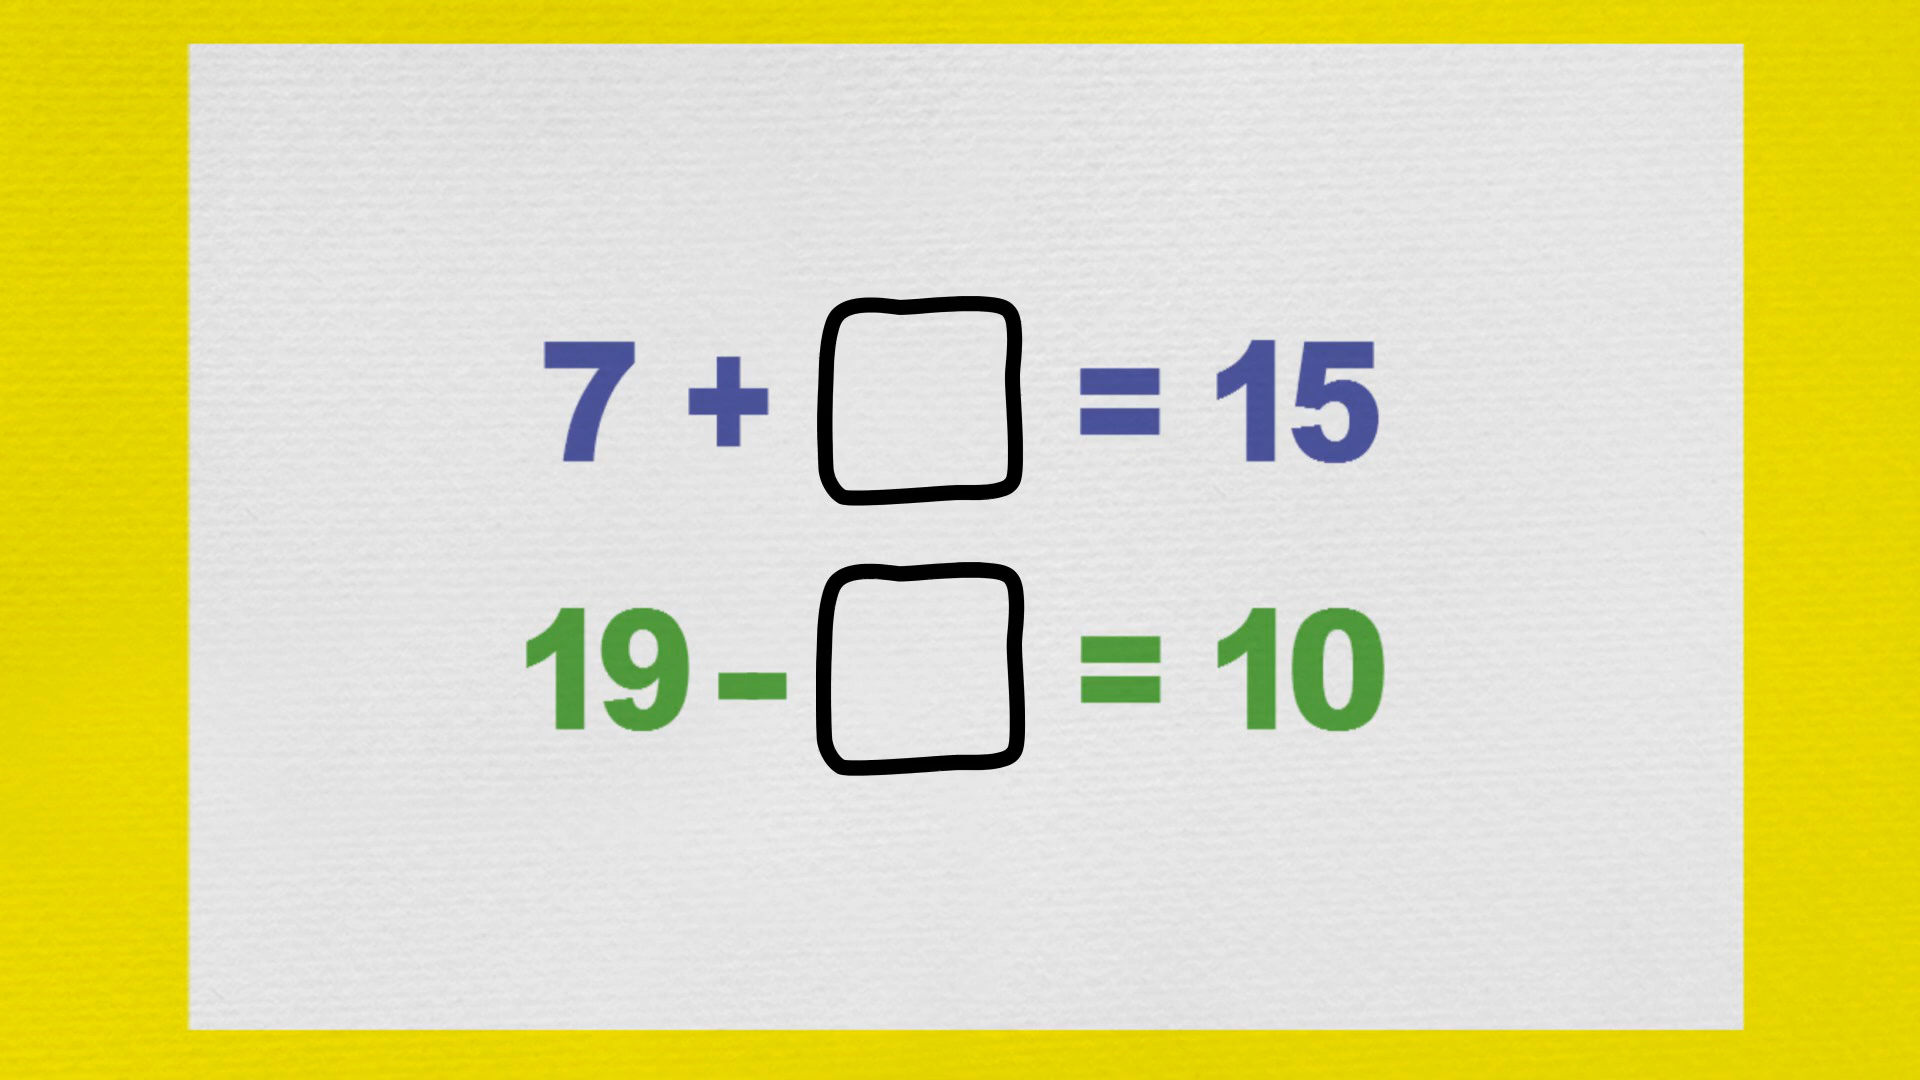 7 + = 15
19 - = 10